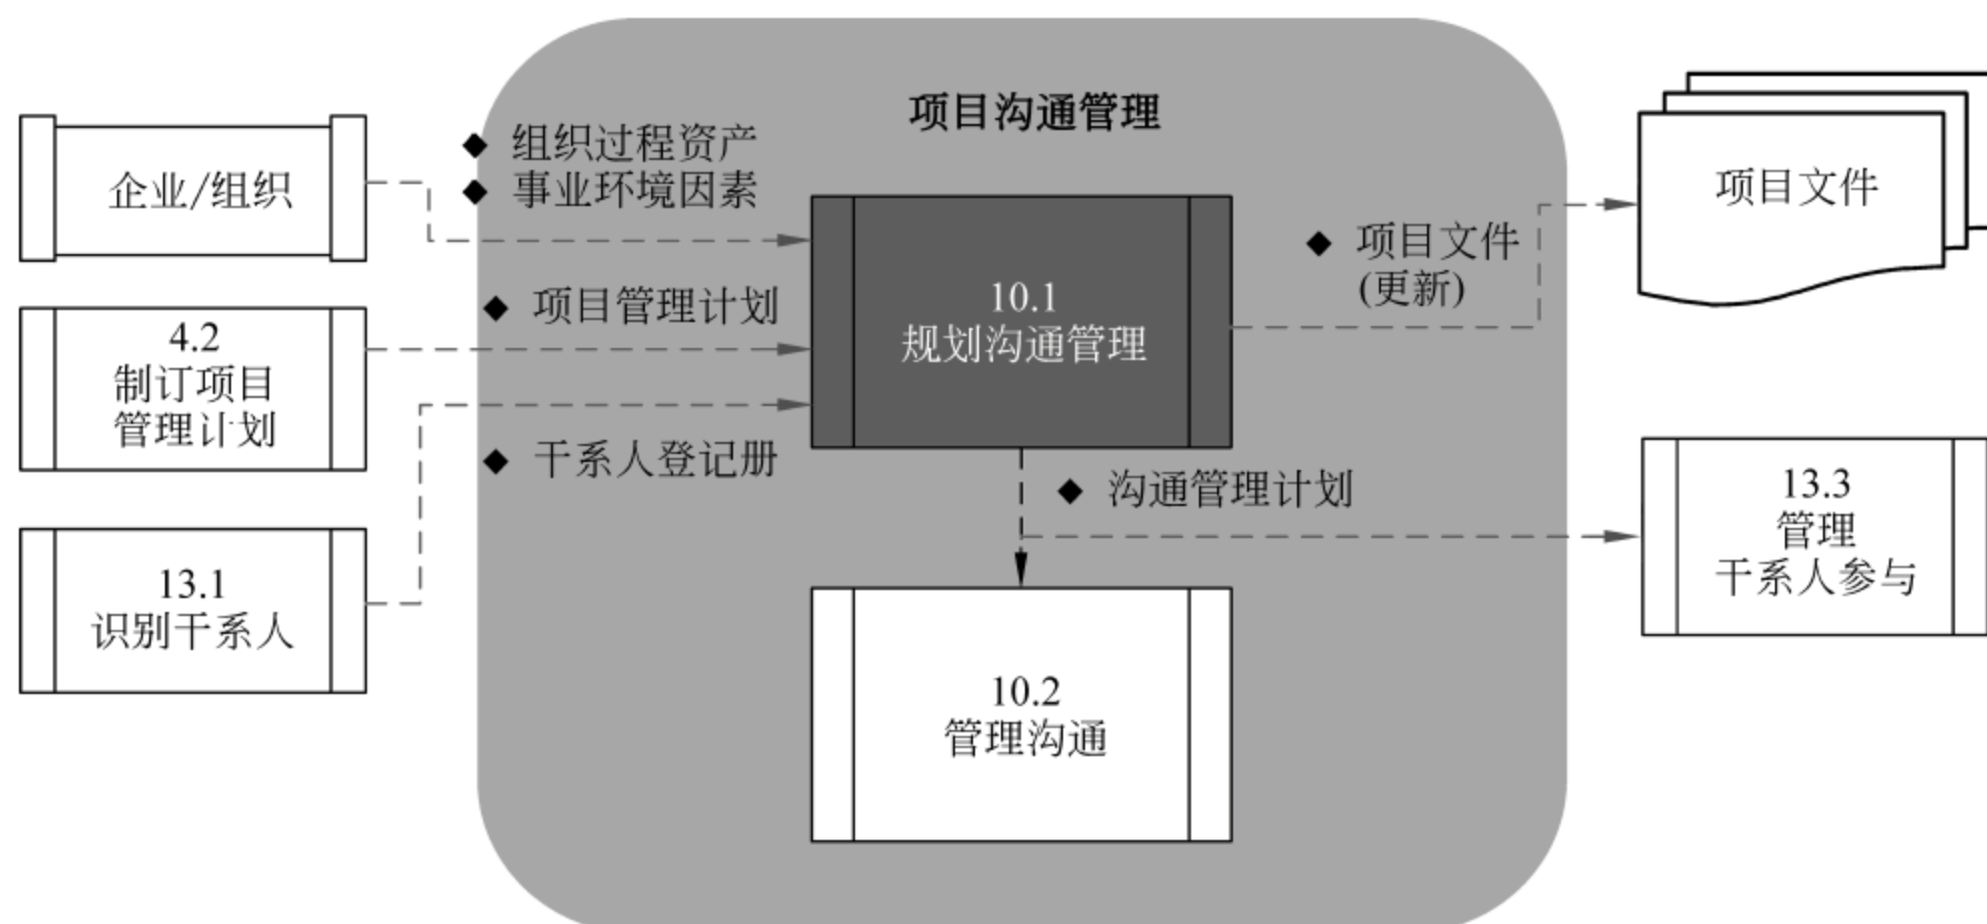 项目沟通管理
企业/组织
◆ 组织过程资产
◆ 事业环境因素
4.2
制订项目
管理计划
◆ 项目管理计划
13.1
识别干系人
◆ 干系人登记册
10.1
规划沟通管理
◆ 项目文件
(更新)
项目文件
◆ 沟通管理计划
13.3
管理
干系人参与
10.2
管理沟通